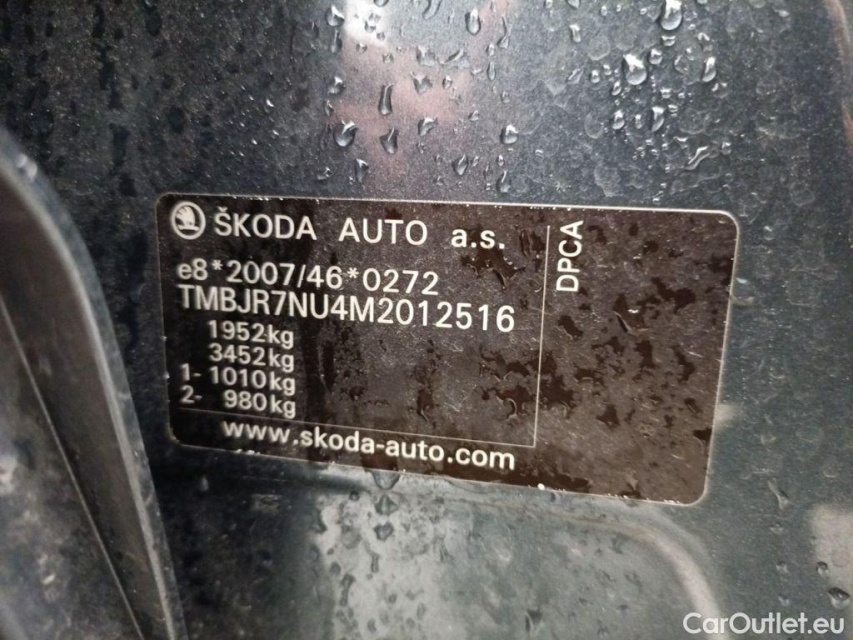 ŠKODA AUTO a.s.
DPCA
e8*2007/46*0272
TMBJR7NU4M2012516
1952kg
3452kg
1- 1010kg
2- 980kg
www.skoda-auto.com
CarOutlet.eu